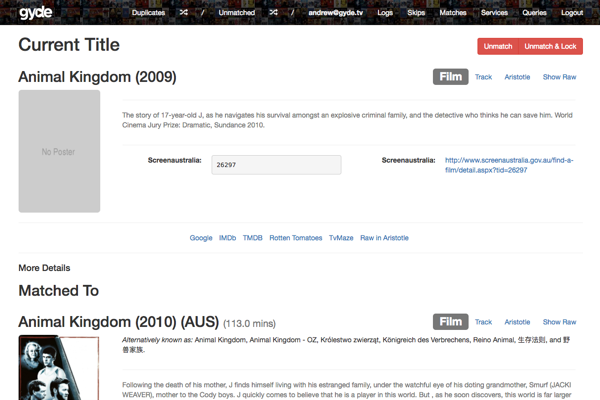 gyde Duplicates / Unmatched / andrew@gyde.tv Logs Skips Matches Services Queries Logout
Current Title
Unmatch Unmatch & Lock
Animal Kingdom (2009)
Film Track Aristotle Show Raw
No Poster
The story of 17-year-old J, as he navigates his survival amongst an explosive criminal family, and the detective who thinks he can save him. World
Cinema Jury Prize: Dramatic, Sundance 2010.
Screenaustralia: 26297
Screenaustralia: http://www.screenaustralia.gov.au/find-a-
film/detail.aspx?tid=26297
Google IMDb TMDB Rotten Tomatoes TvMaze Raw in Aristotle
More Details
Matched To
Animal Kingdom (2010) (AUS) (113.0 mins)
Film Track Aristotle Show Raw
Alternatively known as: Animal Kingdom, Animal Kingdom - OZ, Królestwo zwierząt, Königreich des Verbrechens, Reino Animal, 生存法则, and 野
兽家族.
Following the death of his mother, J finds himself living with his estranged family, under the watchful eye of his doting grandmother, Smurf (JACKI
WEAVER), mother to the Cody boys. J quickly comes to believe that he is a player in this world. But , as he soon discovers, this world is far larger